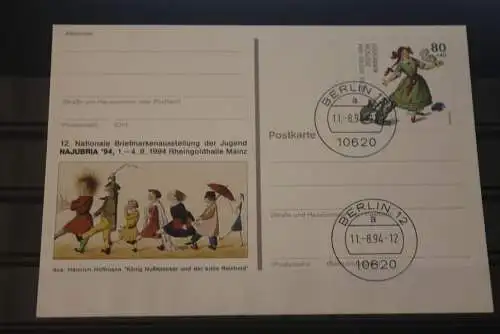 (Absender)
(Straße und Hausnummer oder Postfach)
(Postleitzahl) (Ort)
12. Nationale Briefmarkenausstellung der Jugend
NAJUBRIA '94, 1.–4. 9. 1994 Rheingoldhalle Mainz
Aus: Heinrich Hoffmann "König Nußknacker und der arme Reinhold"
80
+40
BERLIN 12
a
11.-8.94-12
10620
Postkarte
(Straße und Hausnummer
BERLIN 12
a
11.-8.94-12
10620
(Postleitzahl)